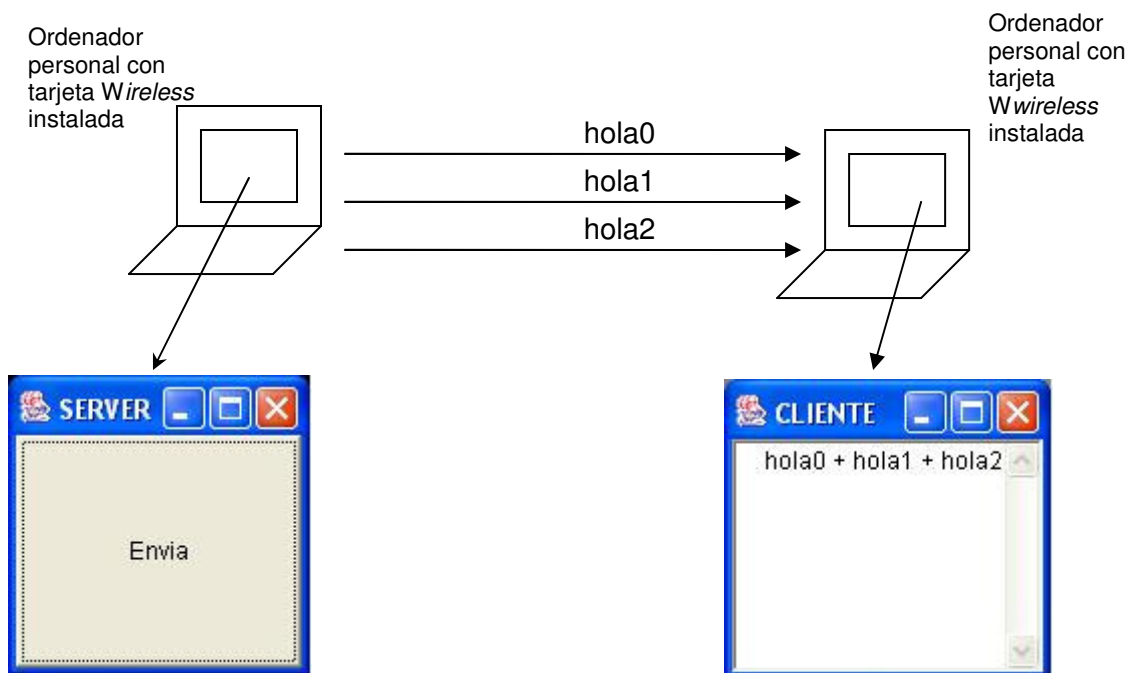 Ordenador
personal con
tarjeta Wireless
instalada
Ordenador
personal con
tarjeta
Wwireless
instalada
hola0
hola1
hola2
SERVER
Envia
CLIENTE
hola0 + hola1 + hola2